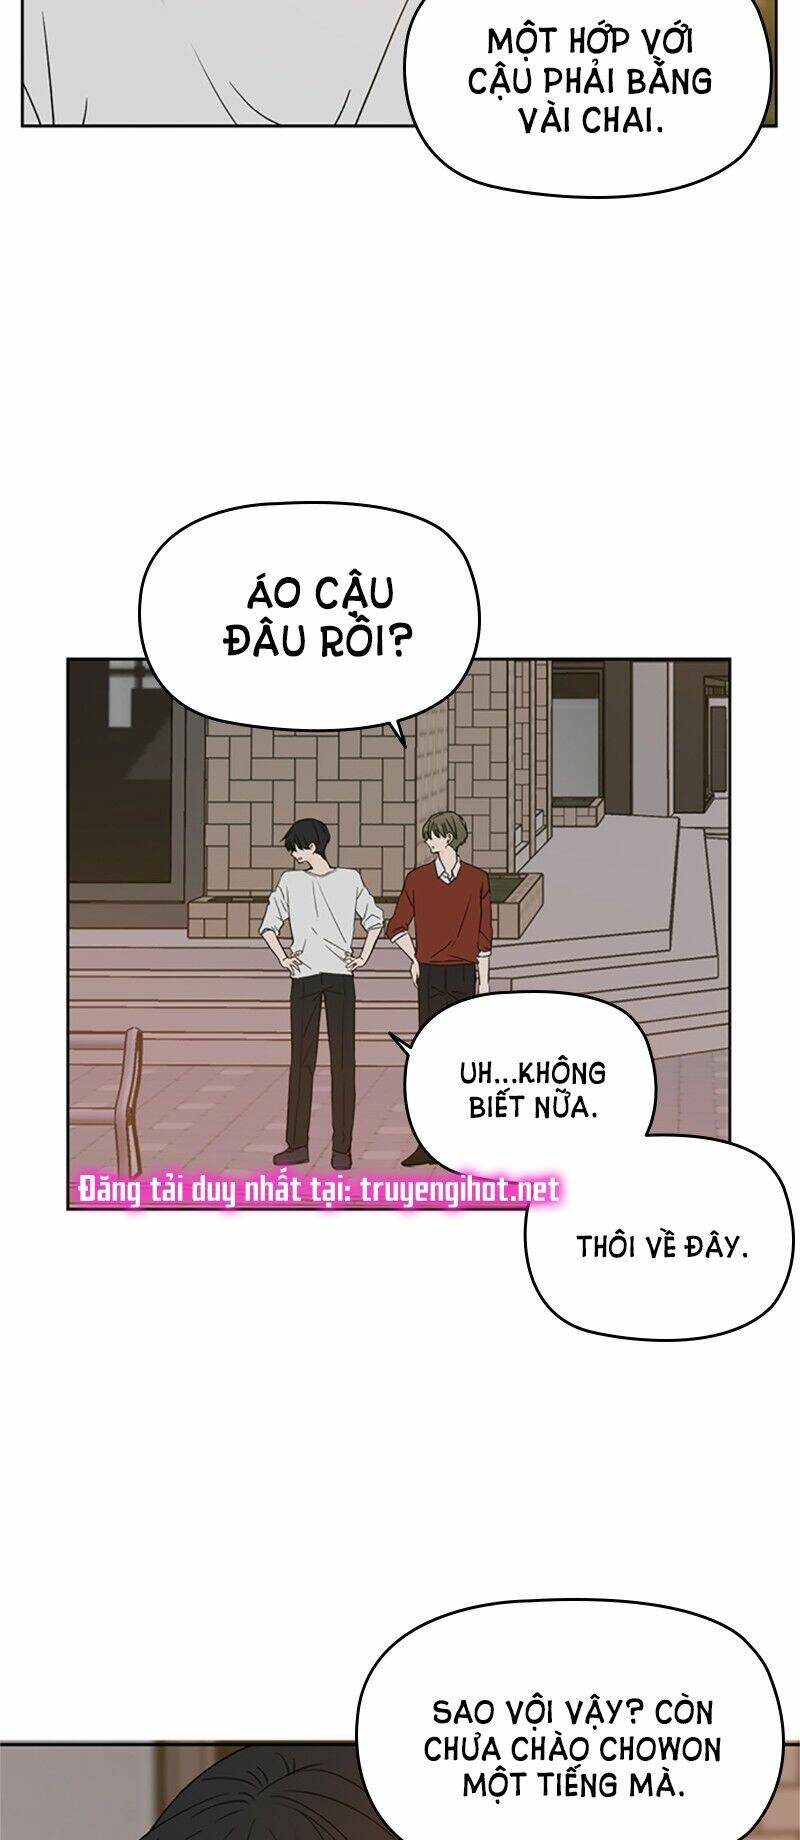 MỘT HỚP VỚI
CẬU PHẢI BẰNG
VÀI CHAI.
ÁO CẬU
ĐÂU RỒI?
UH...KHÔNG
BIẾT NỮA.
Đăng tải duy nhất tại: truyengihot.net
THÔI VỀ ĐÂY.
SAO VỘI VẬY? CÒN
CHƯA CHÀO CHOWON
MỘT TIẾNG MÀ.